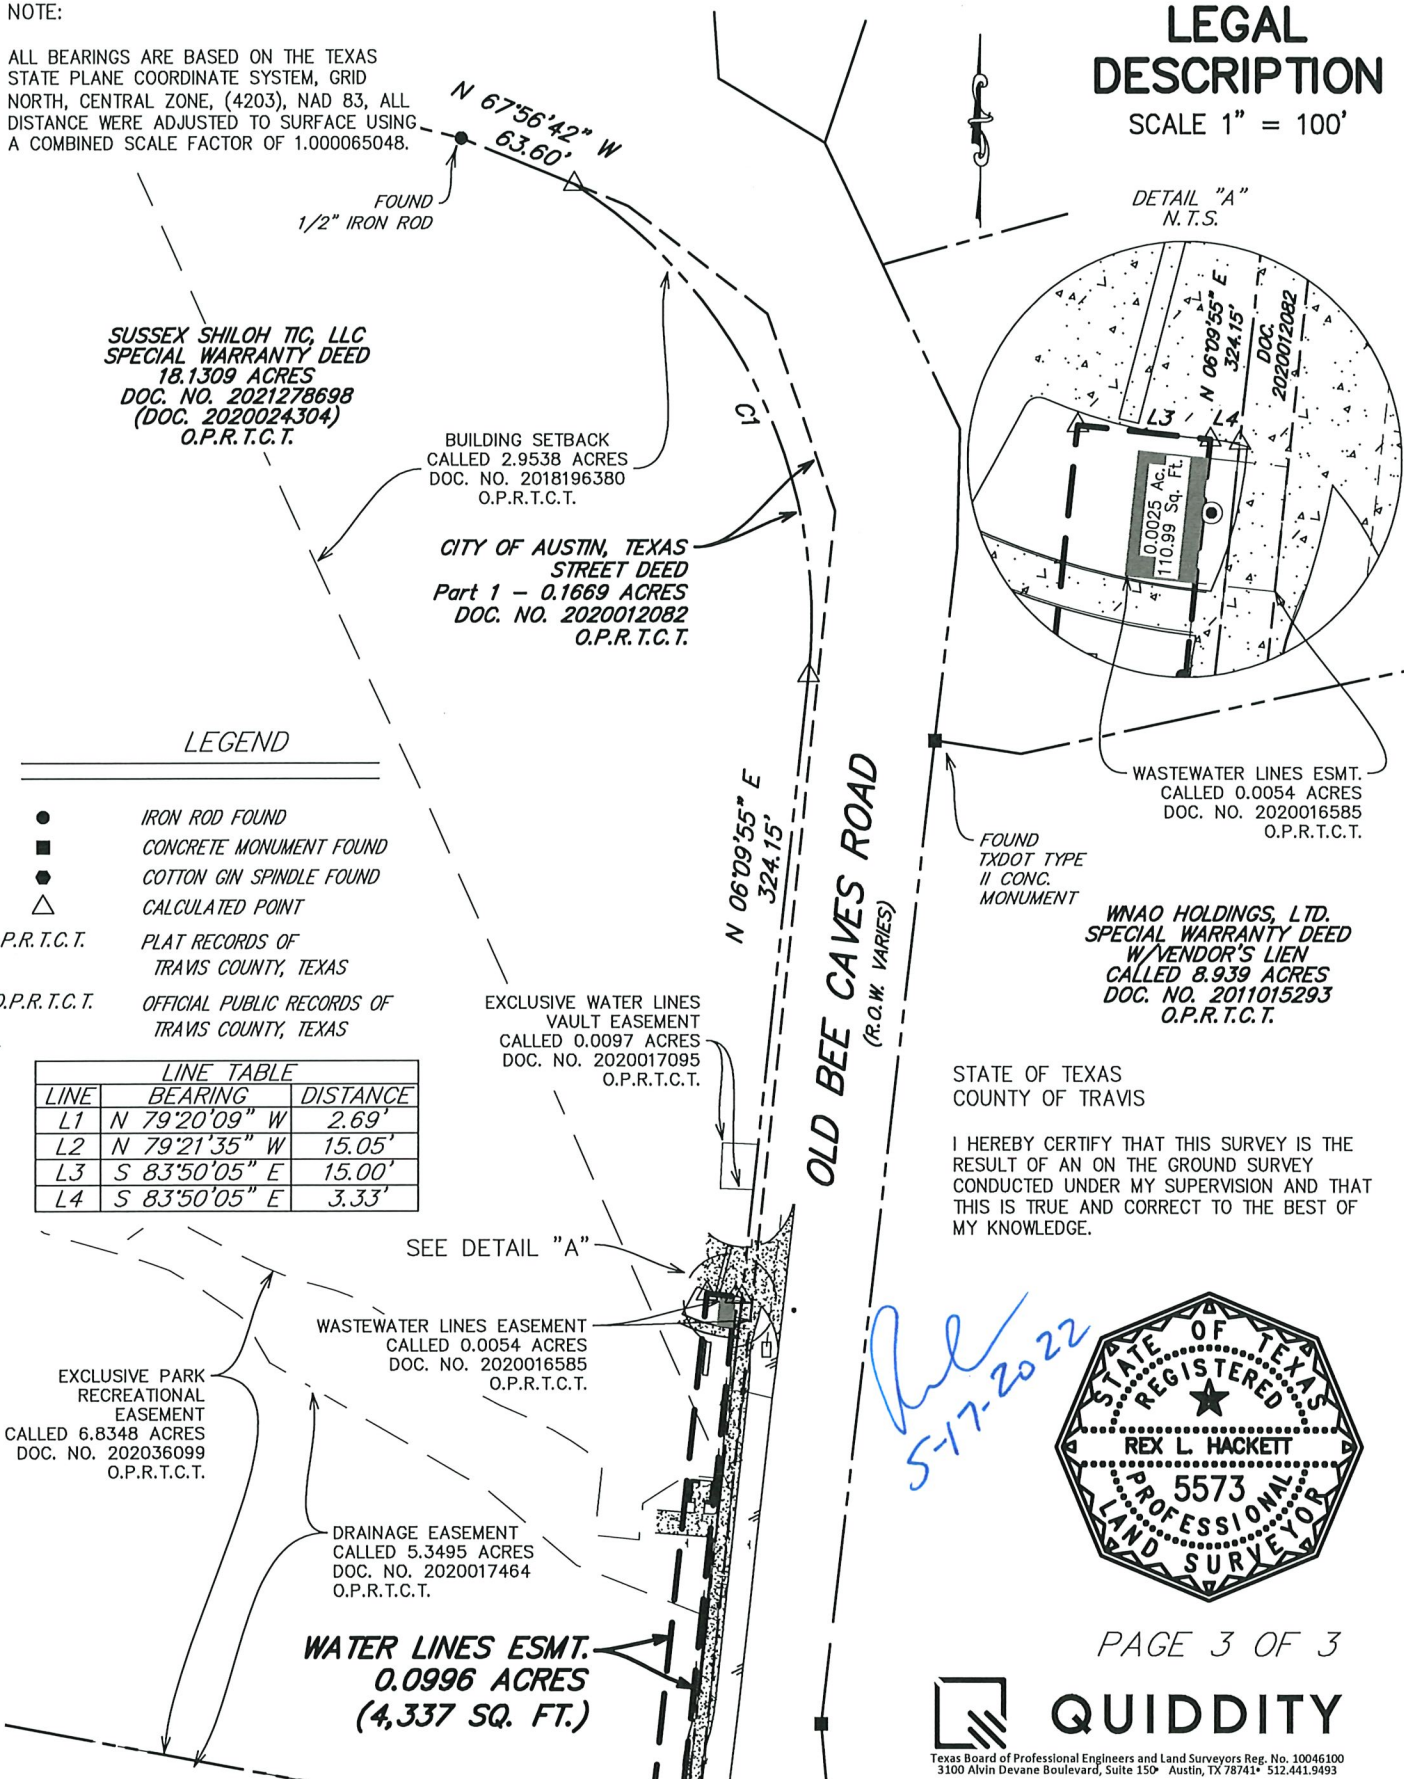 NOTE:
ALL BEARINGS ARE BASED ON THE TEXAS
STATE PLANE COORDINATE SYSTEM, GRID
NORTH, CENTRAL ZONE, (4203), NAD 83, ALL
DISTANCE WERE ADJUSTED TO SURFACE USING
A COMBINED SCALE FACTOR OF 1.000065048.
N 67°56'42" W
63.60'
FOUND
1/2" IRON ROD
LEGAL
DESCRIPTION
SCALE 1" = 100'
DETAIL "A"
N.T.S.
N 06°09'55" E
324.15'
DOC.
2020012082
L3
L4
0.0025 Ac.
110.99 Sq. Ft.
SUSSEX SHILOH TIC, LLC
SPECIAL WARRANTY DEED
18.1309 ACRES
DOC. NO. 2021278698
(DOC. 2020024304)
O.P.R.T.C.T.
C1
BUILDING SETBACK
CALLED 2.9538 ACRES
DOC. NO. 2018196380
O.P.R.T.C.T.
CITY OF AUSTIN, TEXAS
STREET DEED
Part 1 - 0.1669 ACRES
DOC. NO. 2020012082
O.P.R.T.C.T.
WASTEWATER LINES ESMT.
CALLED 0.0054 ACRES
DOC. NO. 2020016585
O.P.R.T.C.T.
FOUND
TXDOT TYPE
II CONC.
MONUMENT
WNAO HOLDINGS, LTD.
SPECIAL WARRANTY DEED
W/VENDOR'S LIEN
CALLED 8.939 ACRES
DOC. NO. 2011015293
O.P.R.T.C.T.
LEGEND
IRON ROD FOUND
CONCRETE MONUMENT FOUND
COTTON GIN SPINDLE FOUND
CALCULATED POINT
P.R.T.C.T. PLAT RECORDS OF
TRAVIS COUNTY, TEXAS
O.P.R.T.C.T. OFFICIAL PUBLIC RECORDS OF
TRAVIS COUNTY, TEXAS
N 06°09'55" E
324.15'
OLD BEE CAVES ROAD
(R.O.W. VARIES)
EXCLUSIVE WATER LINES
VAULT EASEMENT
CALLED 0.0097 ACRES
DOC. NO. 2020017095
O.P.R.T.C.T.
LINE TABLE
LINE BEARING DISTANCE
L1 N 79°20'09" W 2.69'
L2 N 79°21'35" W 15.05'
L3 S 83°50'05" E 15.00'
L4 S 83°50'05" E 3.33'
STATE OF TEXAS
COUNTY OF TRAVIS
I HEREBY CERTIFY THAT THIS SURVEY IS THE
RESULT OF AN ON THE GROUND SURVEY
CONDUCTED UNDER MY SUPERVISION AND THAT
THIS IS TRUE AND CORRECT TO THE BEST OF
MY KNOWLEDGE.
SEE DETAIL "A"
WASTEWATER LINES EASEMENT
CALLED 0.0054 ACRES
DOC. NO. 2020016585
O.P.R.T.C.T.
EXCLUSIVE PARK
RECREATIONAL
EASEMENT
CALLED 6.8348 ACRES
DOC. NO. 202036099
O.P.R.T.C.T.
DRAINAGE EASEMENT
CALLED 5.3495 ACRES
DOC. NO. 2020017464
O.P.R.T.C.T.
WATER LINES ESMT.
0.0996 ACRES
(4,337 SQ. FT.)
5-17-2022
STATE OF TEXAS
REGISTERED
REX L. HACKETT
5573
PROFESSIONAL
LAND SURVEYOR
PAGE 3 OF 3
QUIDDITY
Texas Board of Professional Engineers and Land Surveyors Reg. No. 10046100
3100 Alvin Devane Boulevard, Suite 150• Austin, TX 78741• 512.441.9493